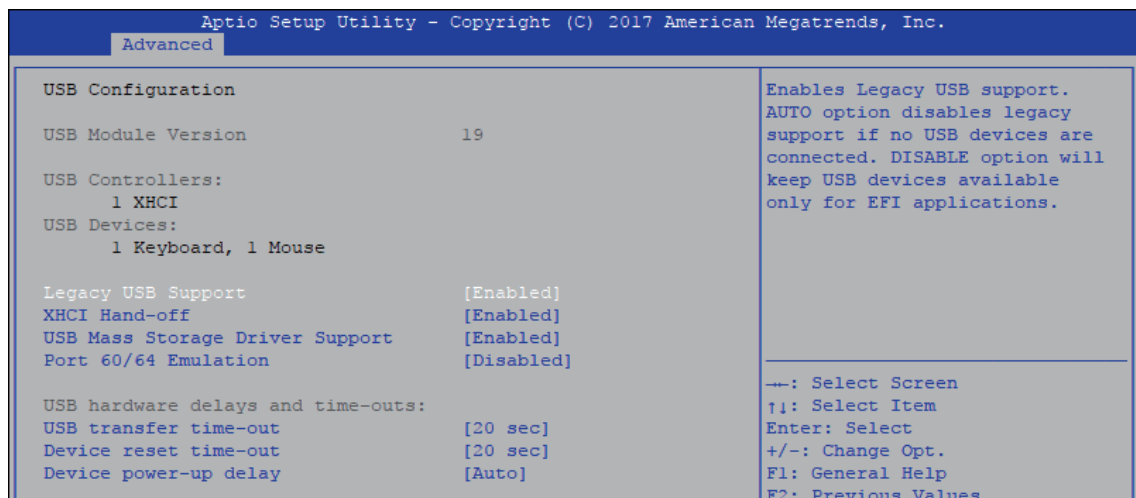 Aptio Setup Utility - Copyright (C) 2017 American Megatrends, Inc.
Advanced
USB Configuration
USB Module Version 19
USB Controllers:
1 XHCI
USB Devices:
1 Keyboard, 1 Mouse
Legacy USB Support [Enabled]
XHCI Hand-off [Enabled]
USB Mass Storage Driver Support [Enabled]
Port 60/64 Emulation [Disabled]
USB hardware delays and time-outs:
USB transfer time-out [20 sec]
Device reset time-out [20 sec]
Device power-up delay [Auto]
Enables Legacy USB support.
AUTO option disables legacy
support if no USB devices are
connected. DISABLE option will
keep USB devices available
only for EFI applications.
→←: Select Screen
↑↓: Select Item
Enter: Select
+/-: Change Opt.
F1: General Help
F2: Previous Values